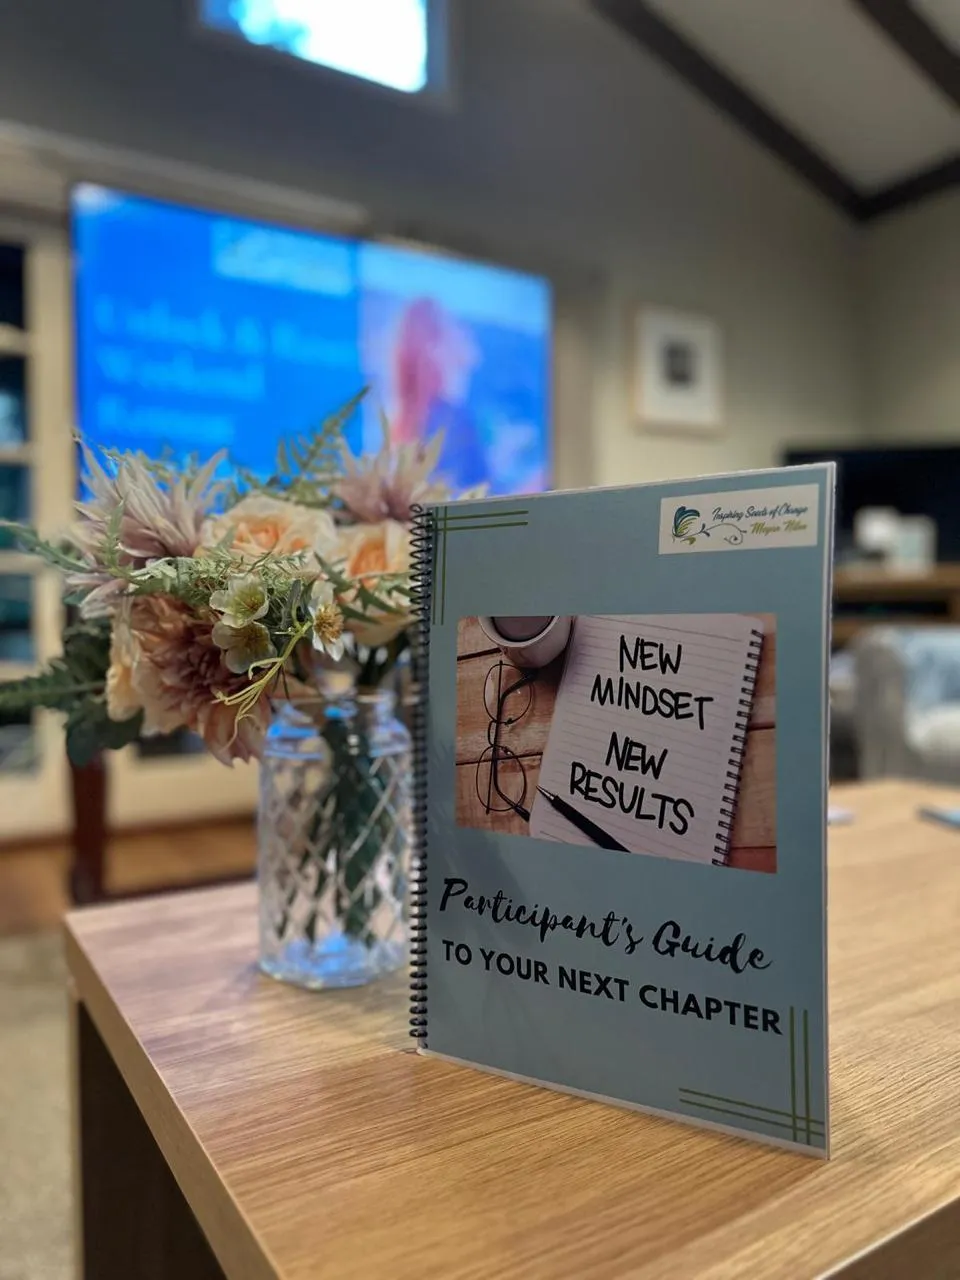 Inspiring Seeds of Change
NEW
MINDSET
NEW
RESULTS
Participant's Guide
TO YOUR NEXT CHAPTER